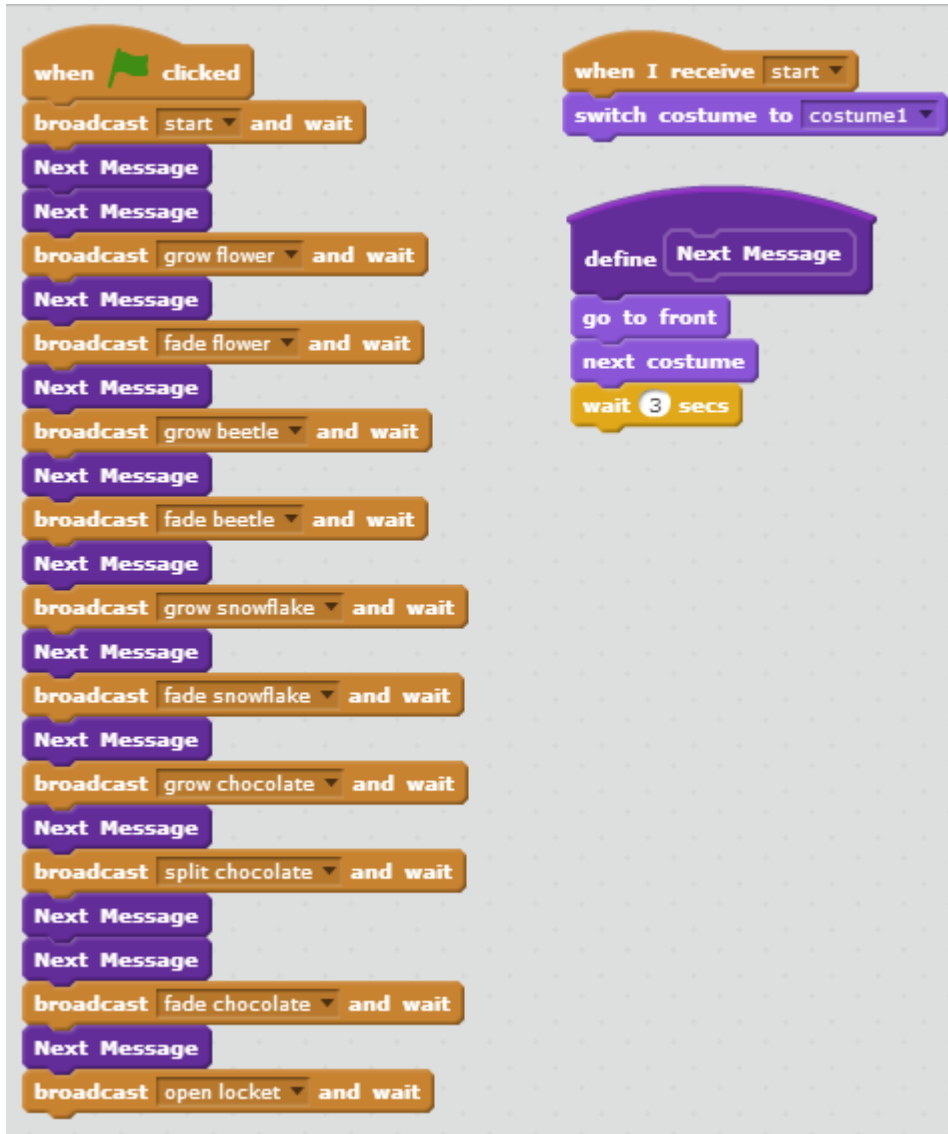 when clicked
broadcast start and wait
Next Message
Next Message
broadcast grow flower and wait
Next Message
broadcast fade flower and wait
Next Message
broadcast grow beetle and wait
Next Message
broadcast fade beetle and wait
Next Message
broadcast grow snowflake and wait
Next Message
broadcast fade snowflake and wait
Next Message
broadcast grow chocolate and wait
Next Message
broadcast split chocolate and wait
Next Message
Next Message
broadcast fade chocolate and wait
Next Message
broadcast open locket and wait
when I receive start
switch costume to costume1
define Next Message
go to front
next costume
wait 3 secs